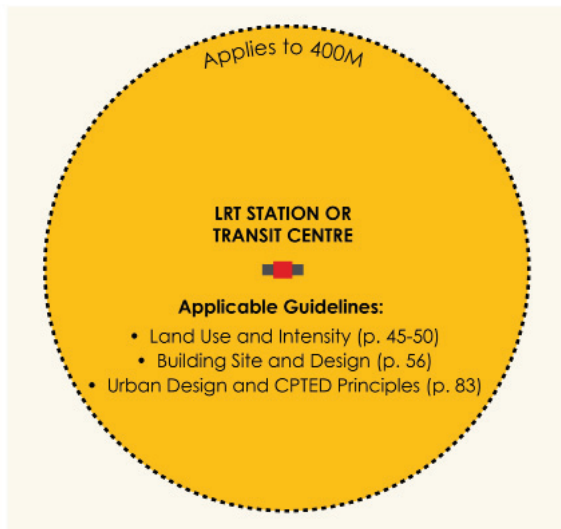 Applies to 400M
LRT STATION OR
TRANSIT CENTRE
Applicable Guidelines:
• Land Use and Intensity (p. 45-50)
• Building Site and Design (p. 56)
• Urban Design and CPTED Principles (p. 83)